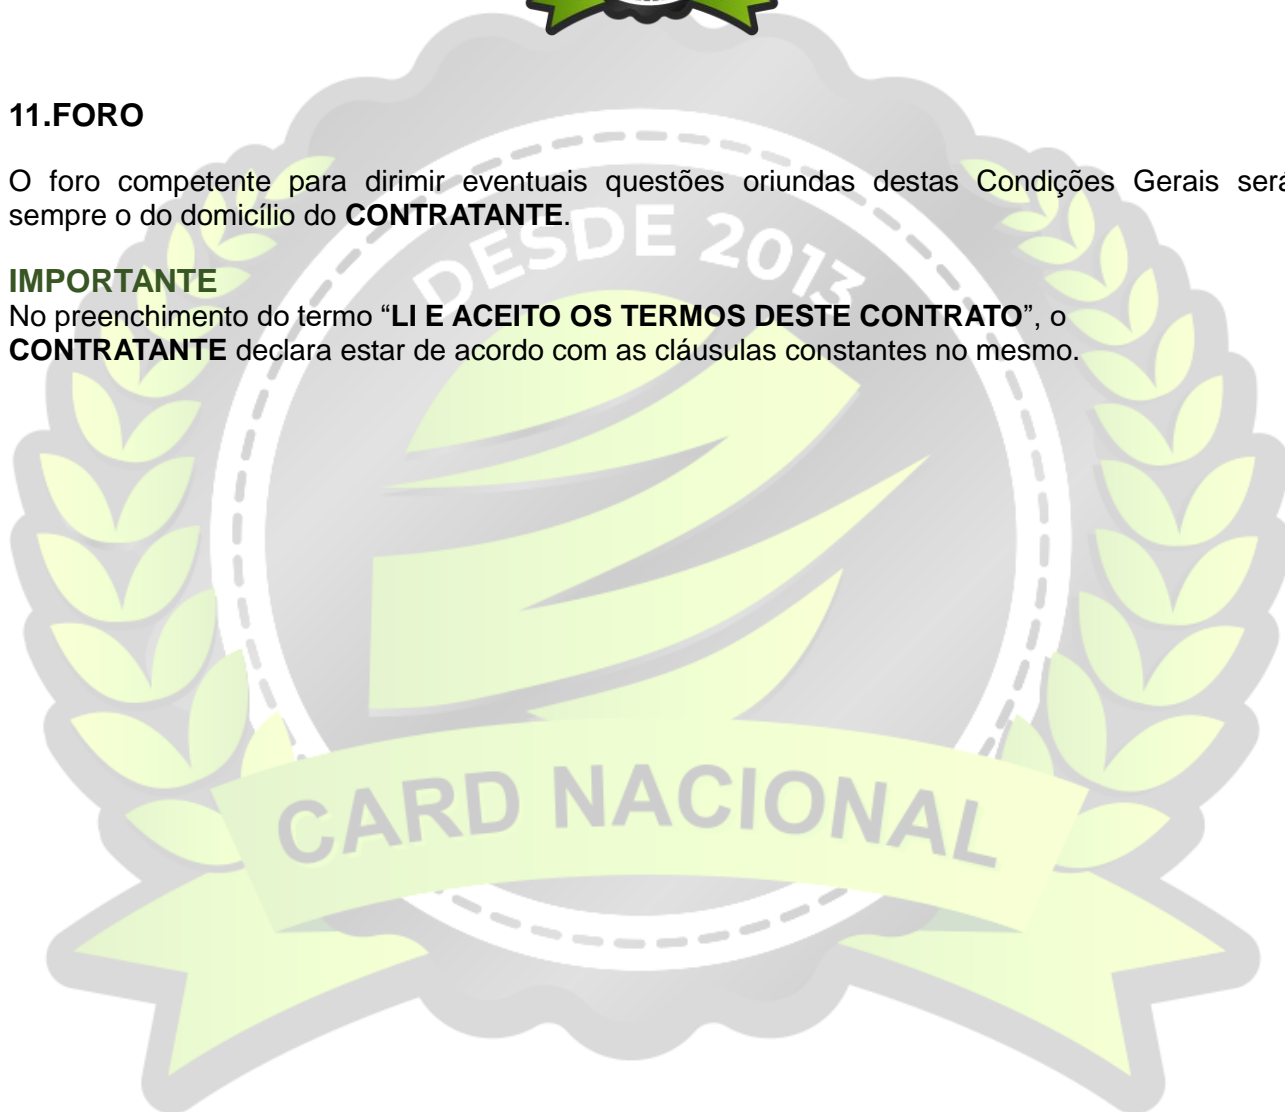 11.FORO
O foro competente para dirimir eventuais questões oriundas destas Condições Gerais será
sempre o do domicílio do CONTRATANTE.
IMPORTANTE
No preenchimento do termo “LI E ACEITO OS TERMOS DESTE CONTRATO”, o
CONTRATANTE declara estar de acordo com as cláusulas constantes no mesmo.
DESDE 2013
CARD NACIONAL